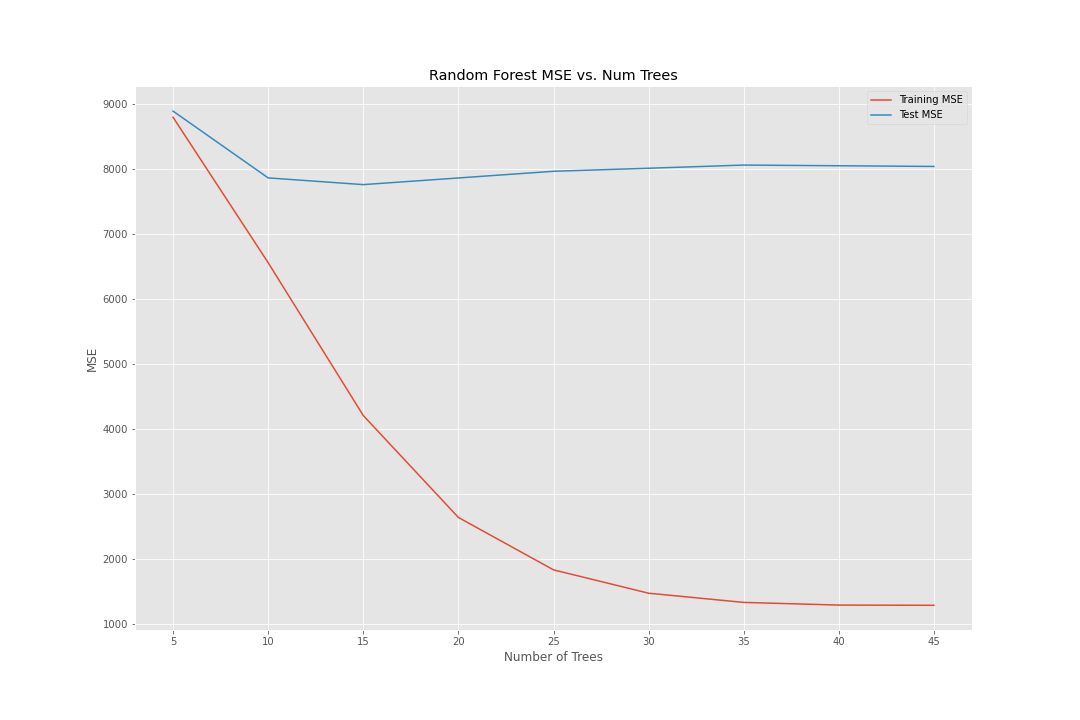 Random Forest MSE vs. Num Trees
Training MSE
Test MSE
9000
8000
7000
6000
5000
4000
3000
2000
1000
MSE
5 10 15 20 25 30 35 40 45
Number of Trees